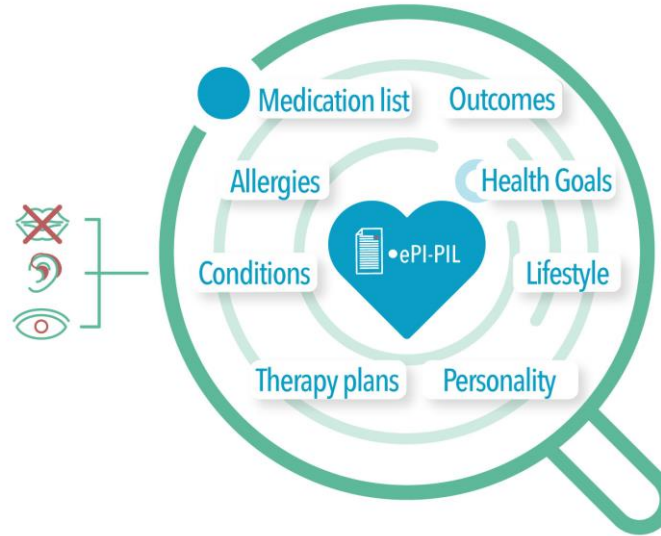 Medication list
Outcomes
Allergies
Health Goals
•ePI-PIL
Conditions
Lifestyle
Therapy plans
Personality